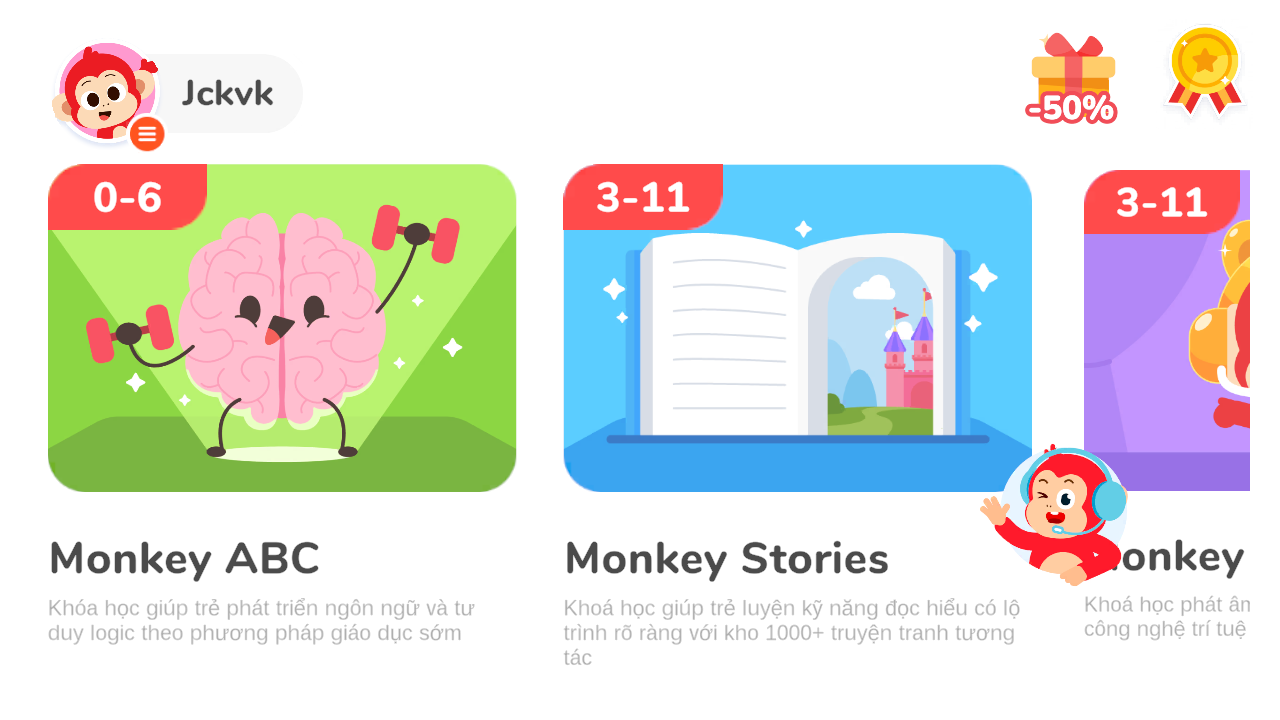 Jckvk
-50%
0-6
3-11
3-11
Monkey ABC
Khóa học giúp trẻ phát triển ngôn ngữ và tư
duy logic theo phương pháp giáo dục sớm
Monkey Stories
Khoá học giúp trẻ luyện kỹ năng đọc hiểu có lộ
trình rõ ràng với kho 1000+ truyện tranh tương
tác
onkey
Khoá học phát âm
công nghệ trí tuệ